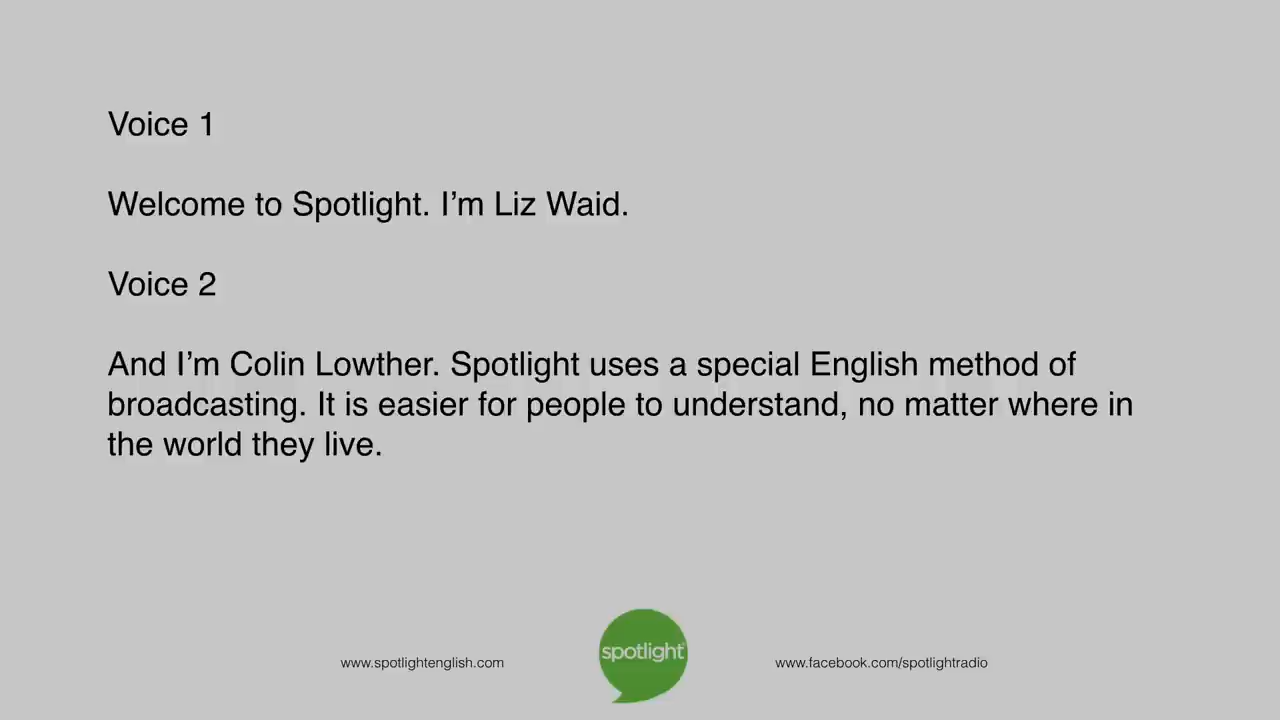 Voice 1
Welcome to Spotlight. I’m Liz Waid.
Voice 2
And I’m Colin Lowther. Spotlight uses a special English method of
broadcasting. It is easier for people to understand, no matter where in
the world they live.
www.spotlightenglish.com
spotlight
www.facebook.com/spotlightradio